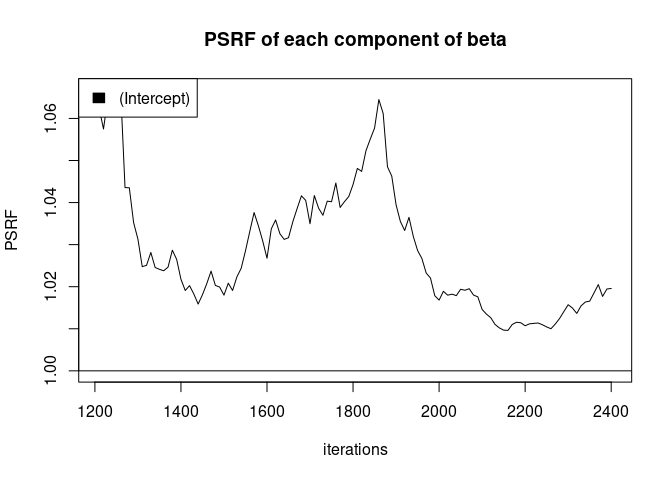 PSRF of each component of beta
(Intercept)
PSRF
1.06
1.04
1.02
1.00
1200 1400 1600 1800 2000 2200 2400
iterations